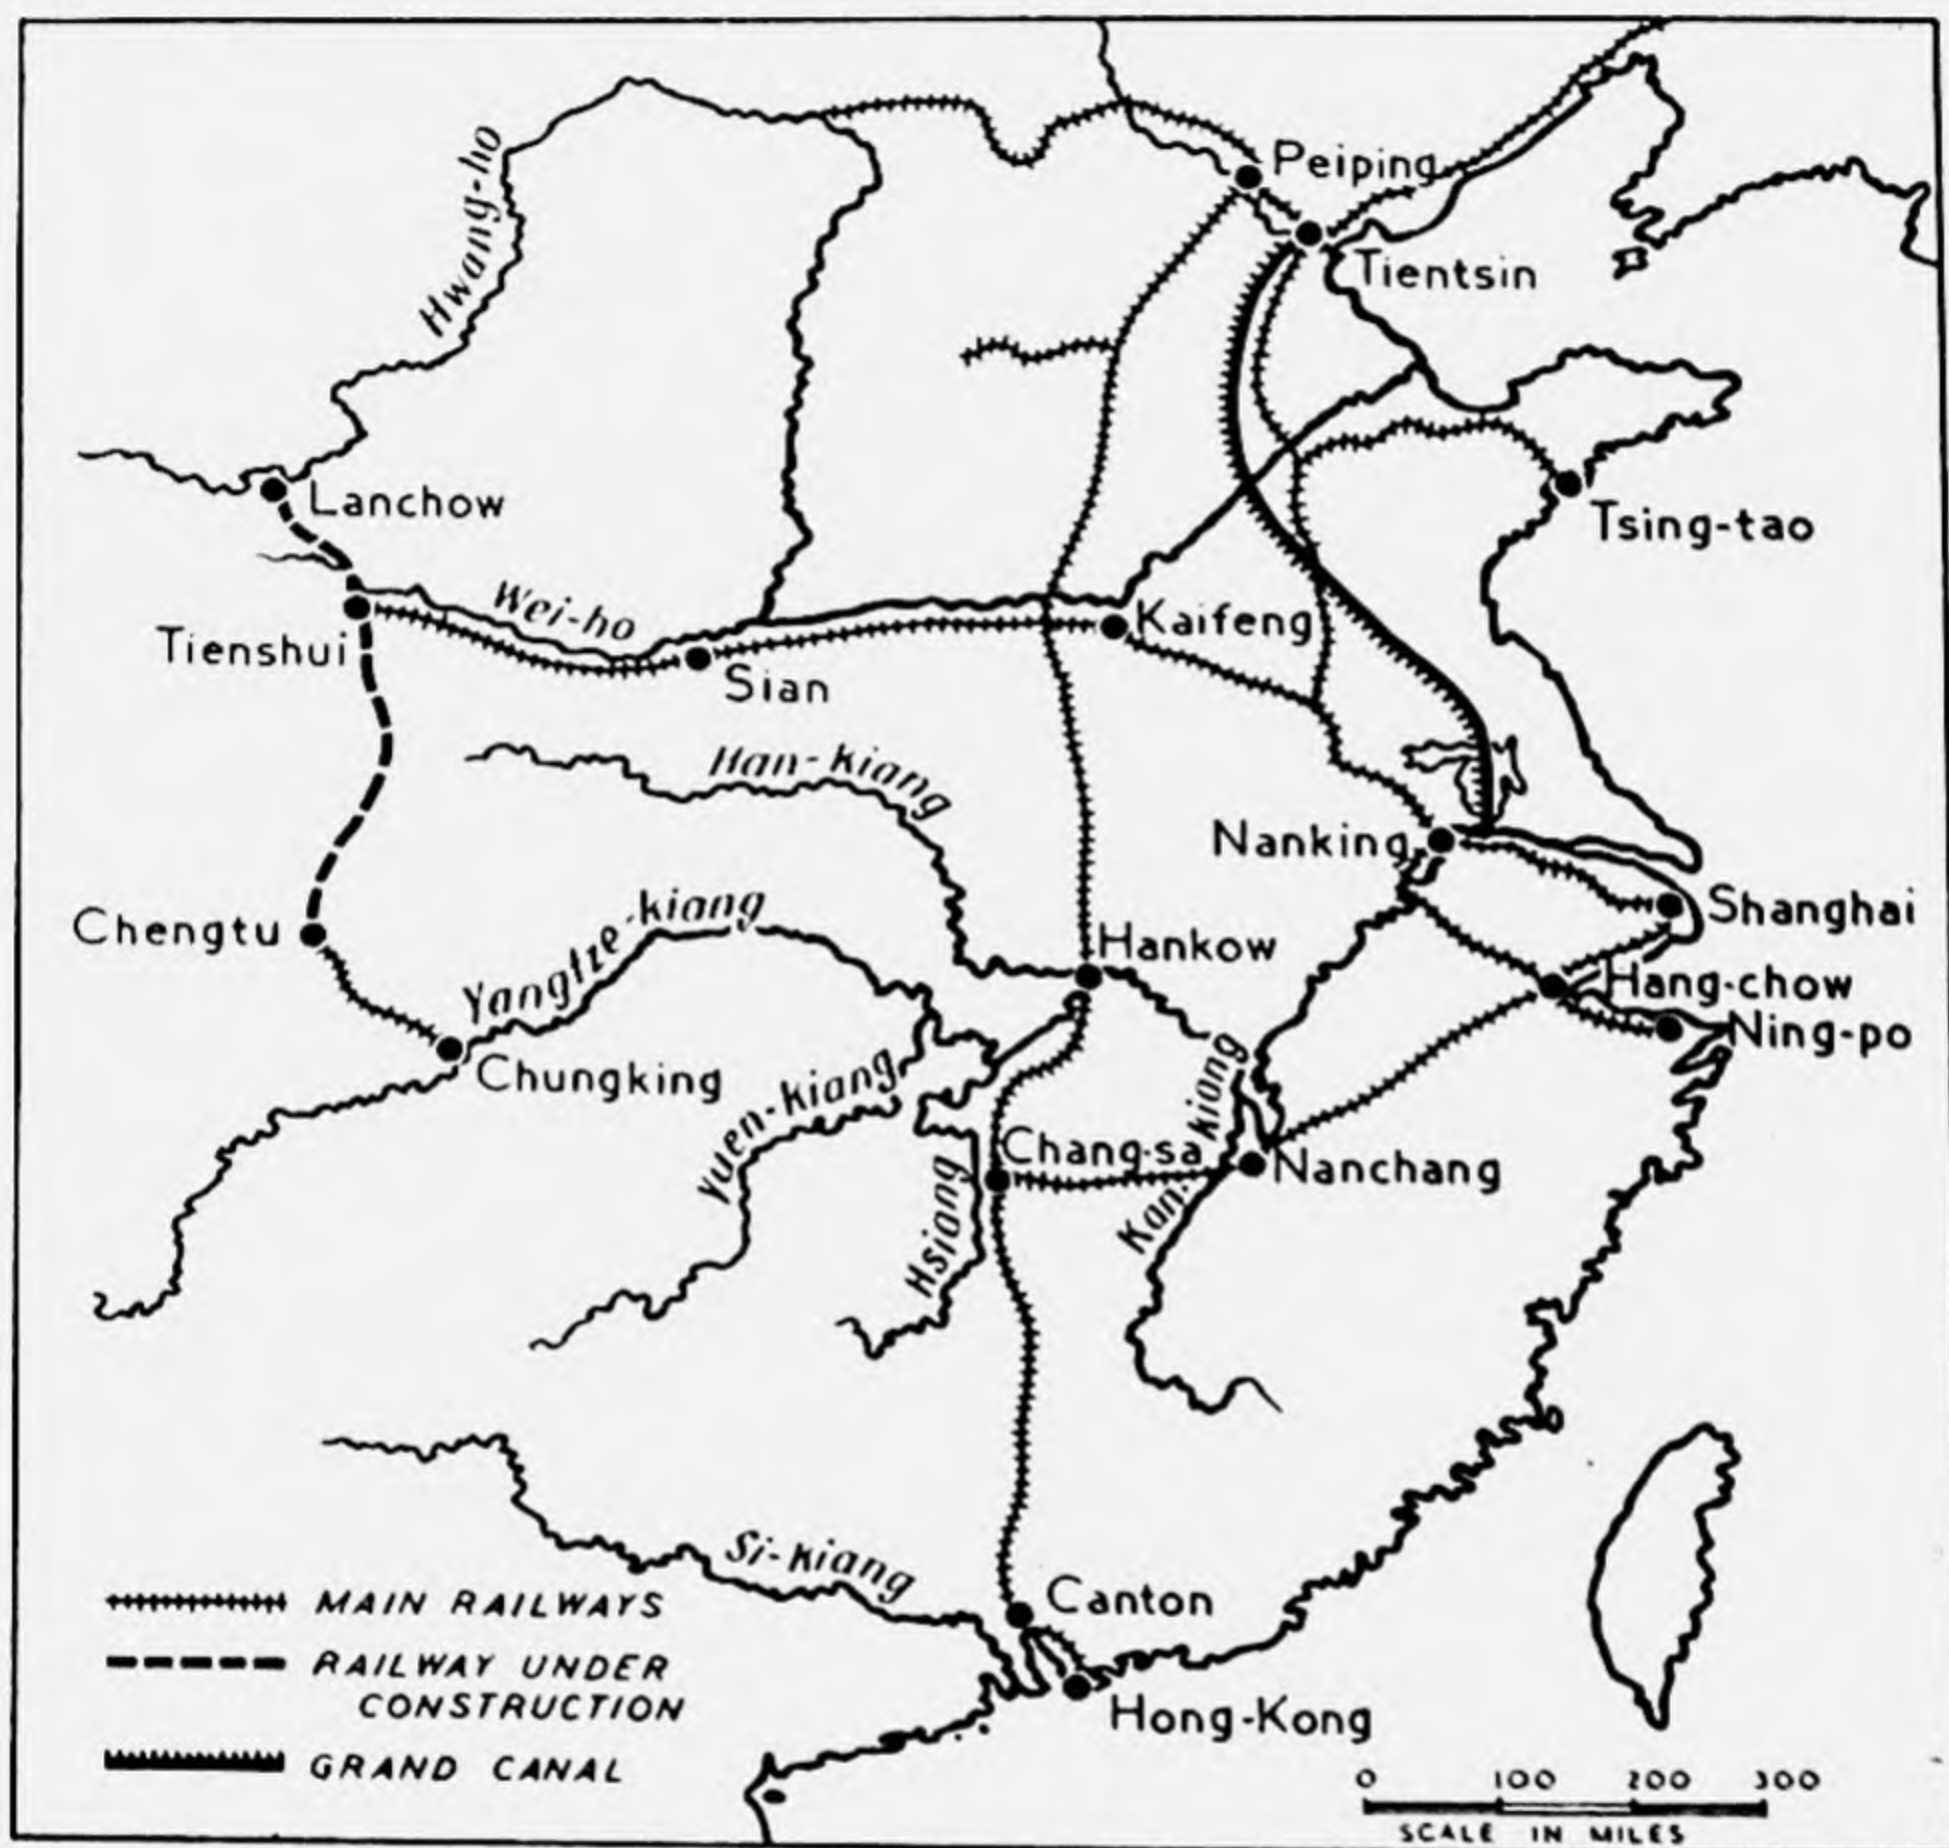 Hwang-ho
Peiping
Tientsin
Lanchow
Tsing-tao
Wei-ho
Kaifeng
Tienshui
Sian
Han-kiang
Nanking
Chengtu
Yangtze-kiang
Shanghai
Hankow
Hang-chow
Ning-po
Chungking
Yuen-kiang
Chang-sa
Nanchang
Kan-kiang
Hsiang
Si-kiang
Canton
Hong-Kong
MAIN RAILWAYS
RAILWAY UNDER
CONSTRUCTION
GRAND CANAL
0 100 200 300
SCALE IN MILES